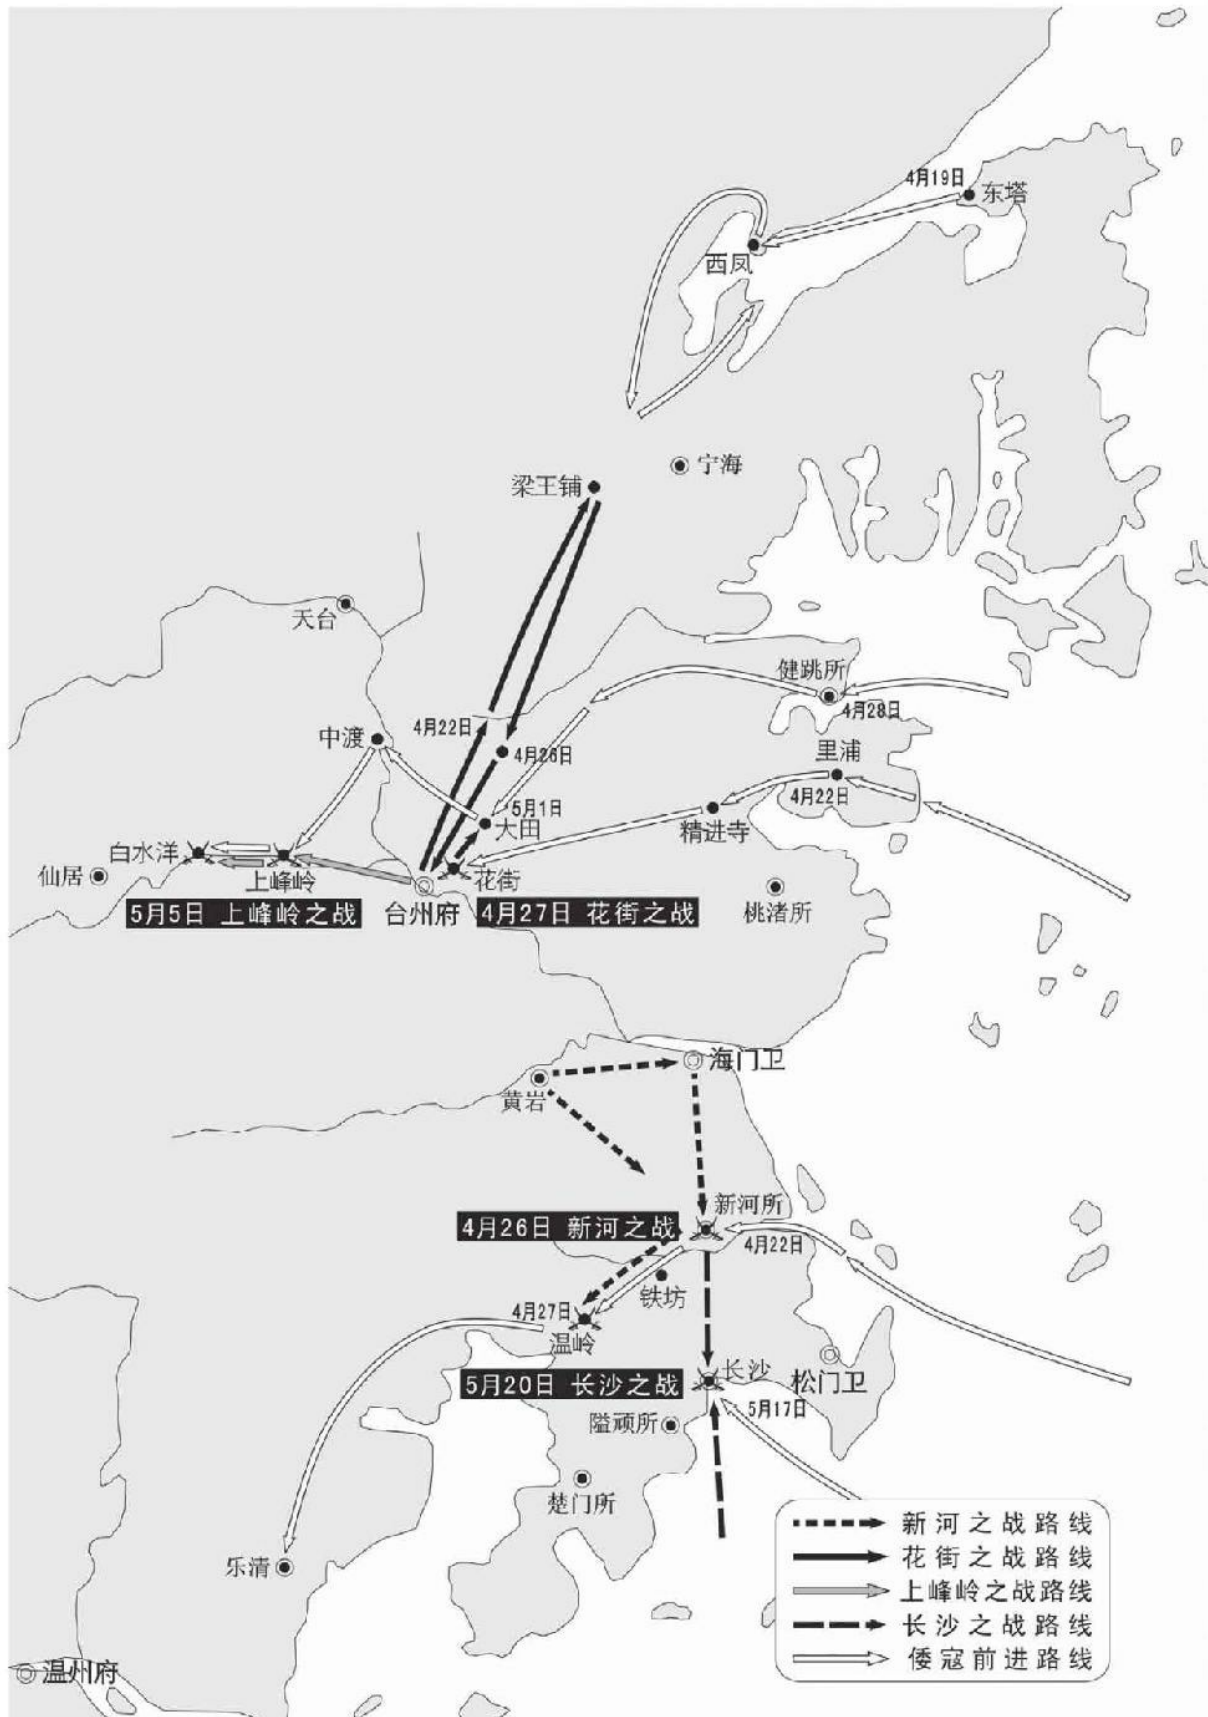 4月19日
东塔
西凤
宁海
梁王铺
天台
健跳所
4月28日
4月22日
中渡
4月26日
里浦
4月22日
5月1日
大田
精进寺
白水洋
仙居
上峰岭
花街
台州府
桃渚所
5月5日 上峰岭之战
4月27日 花街之战
海门卫
黄岩
新河所
4月26日 新河之战
4月22日
铁坊
4月27日
温岭
长沙
松门卫
5月20日 长沙之战
5月17日
隘顽所
楚门所
乐清
温州府
新河之战路线
花街之战路线
上峰岭之战路线
长沙之战路线
倭寇前进路线